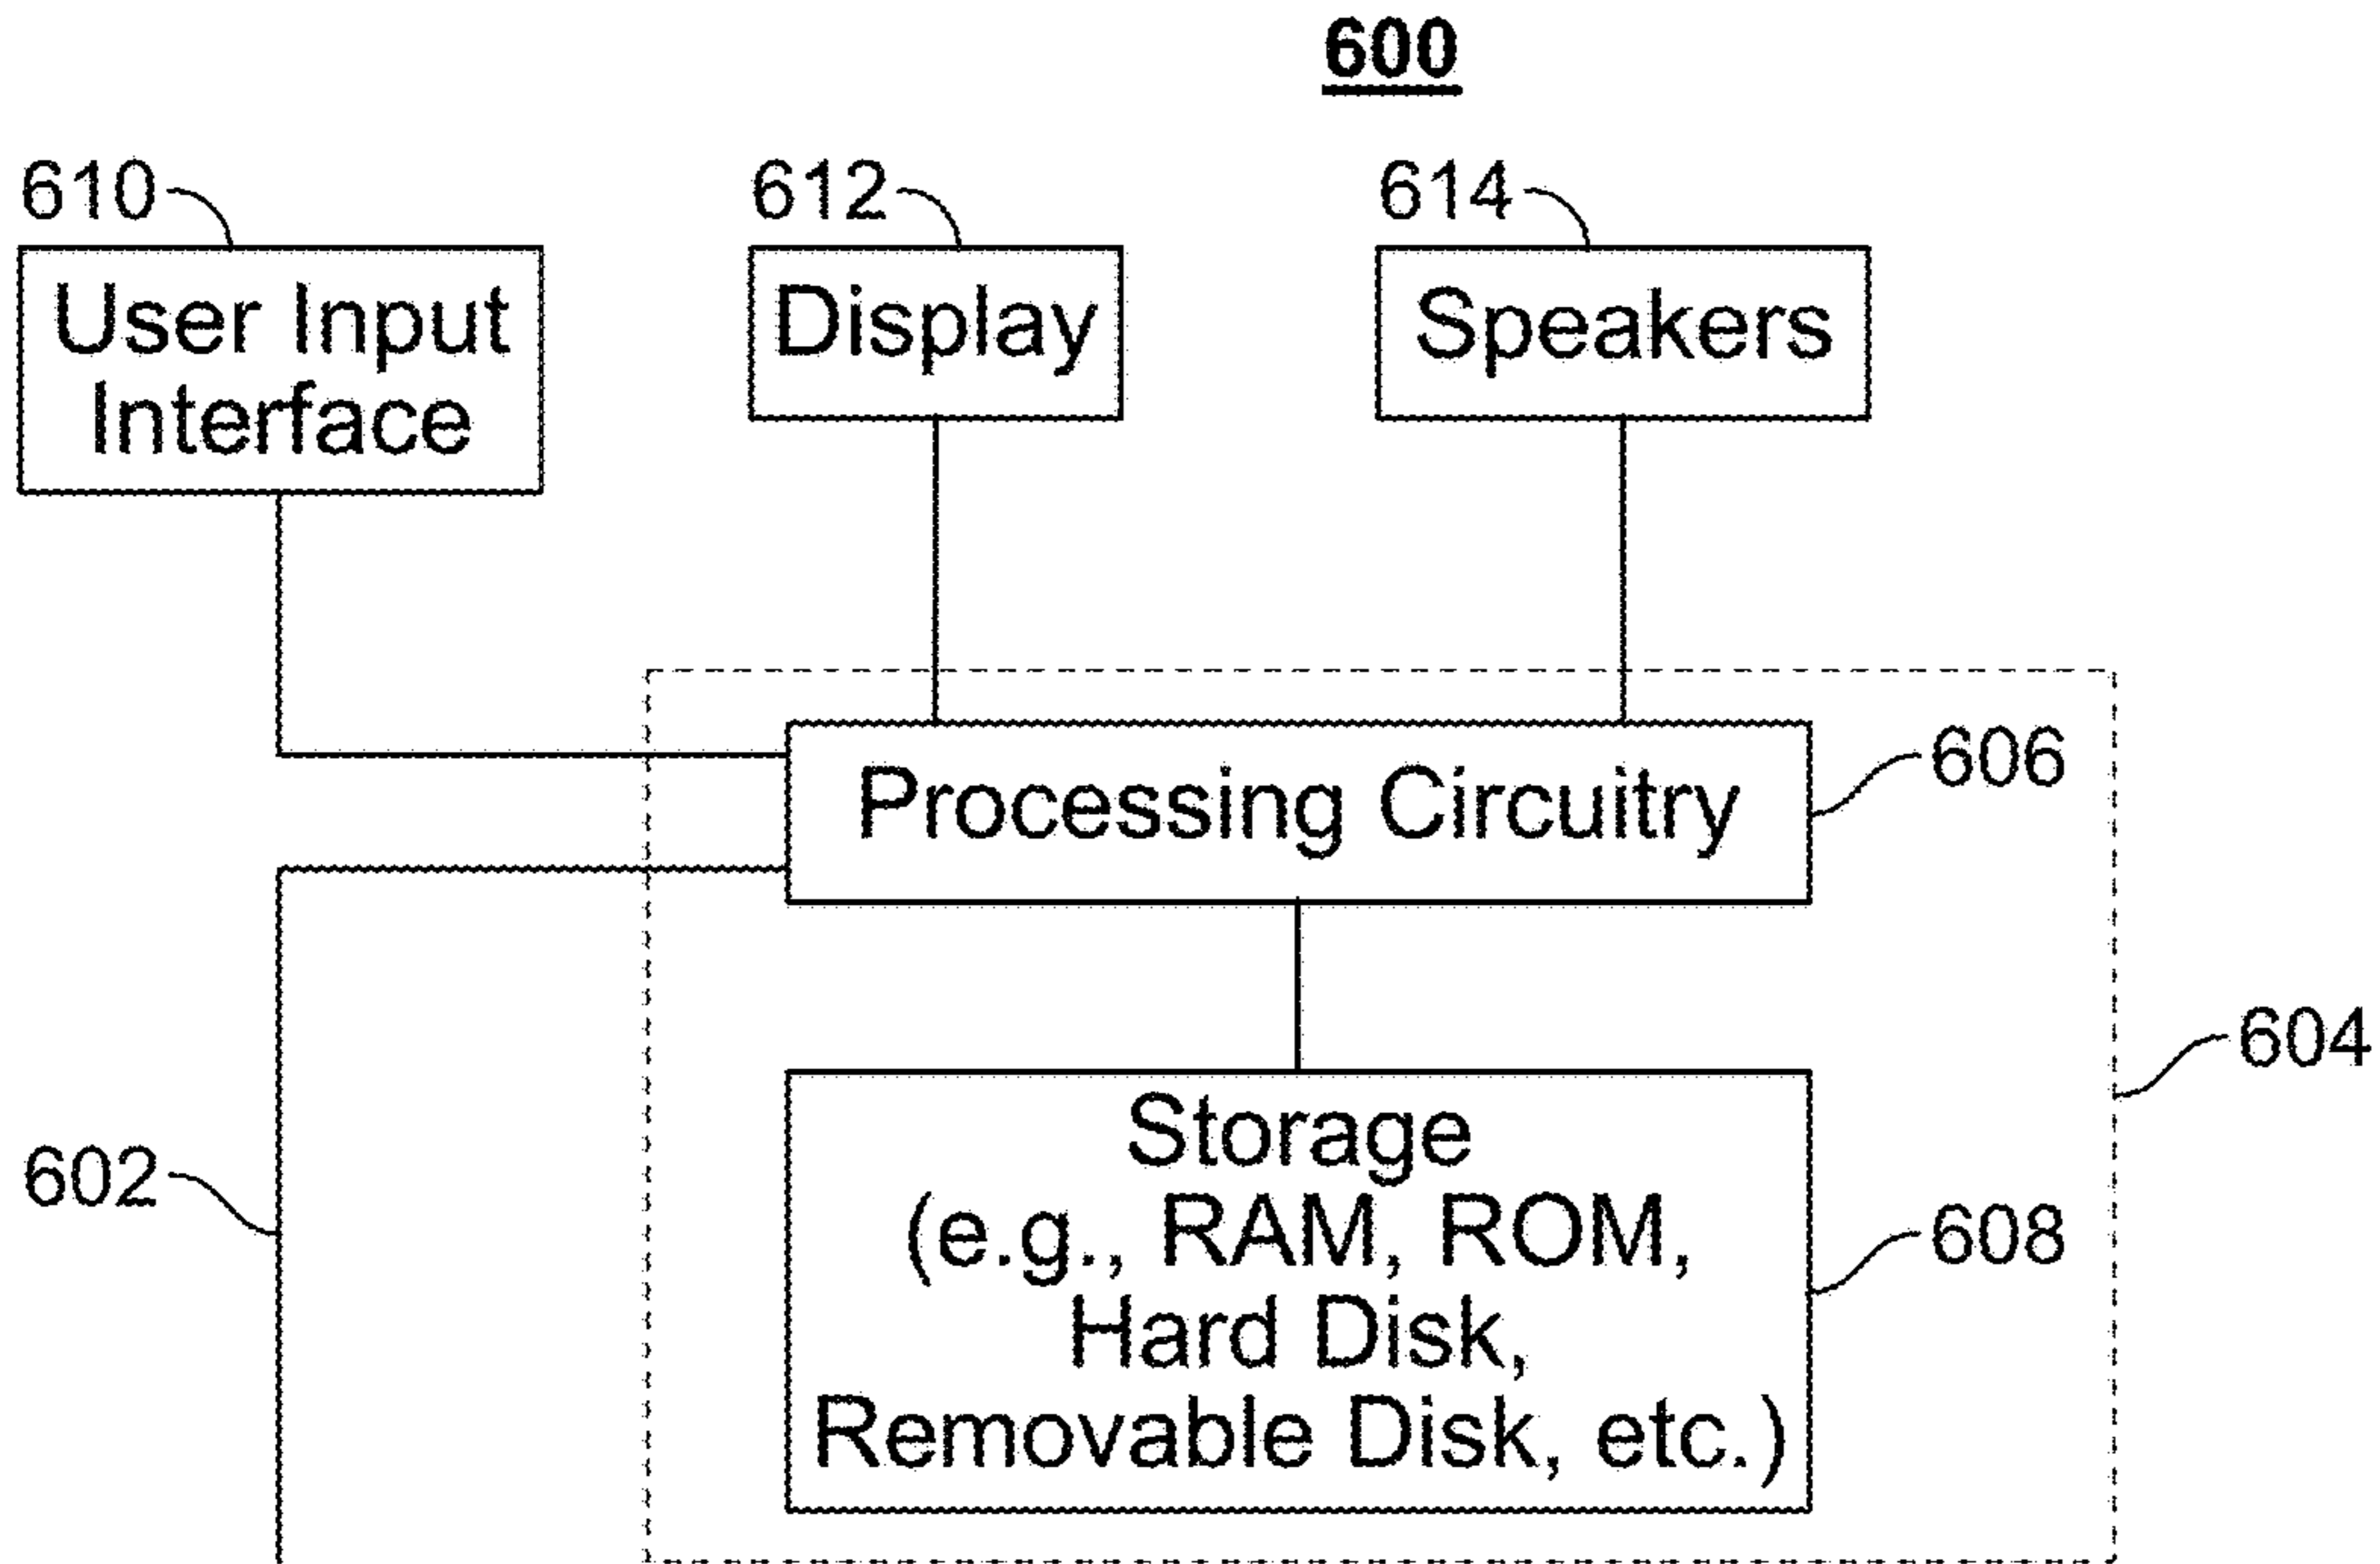 600
610
612
614
User Input
Interface
Display
Speakers
Processing Circuitry
606
604
602
Storage
(e.g., RAM, ROM,
Hard Disk,
Removable Disk, etc.)
608